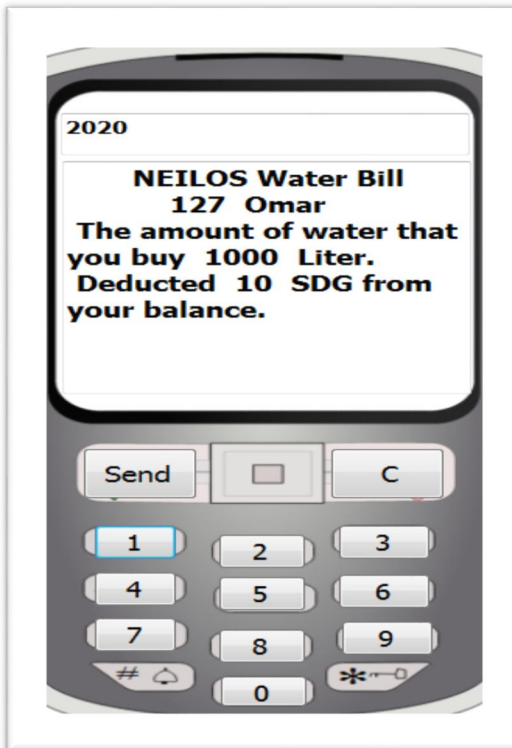 2020
NEILOS Water Bill
127 Omar
The amount of water that
you buy 1000 Liter.
Deducted 10 SDG from
your balance.
Send C
1 2 3
4 5 6
7 8 9
# 0 *